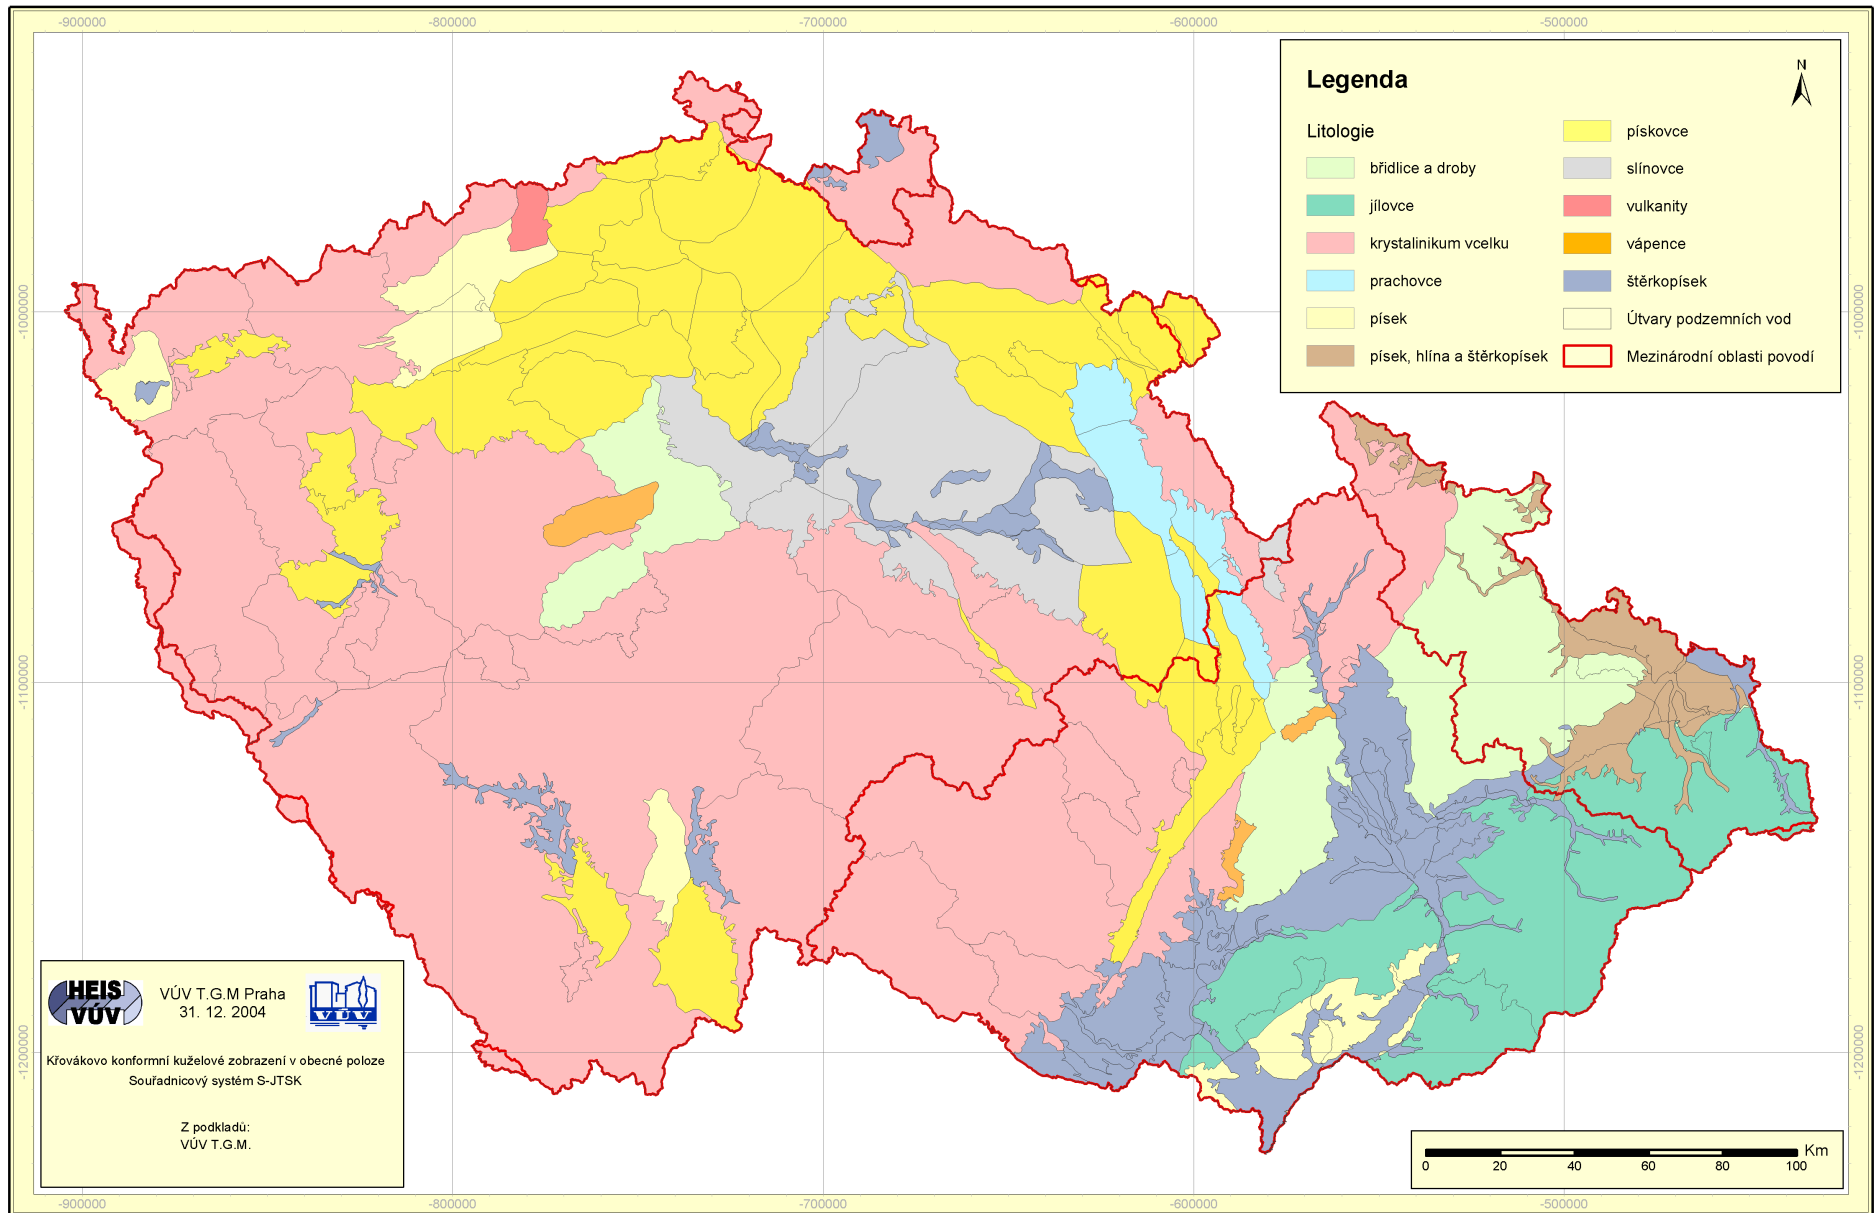 -900000 -800000 -700000 -600000 -500000
Legenda
N
Litologie
břidlice a droby
jílovce
krystalinikum vcelku
prachovce
písek
písek, hlína a štěrkopísek
pískovce
slínovce
vulkanity
vápence
štěrkopísek
Útvary podzemních vod
Mezinárodní oblasti povodí
-1000000 -1000000
-1100000 -1100000
-1200000 -1200000
HEIS
VÚV
VÚV T.G.M Praha
31. 12. 2004
VÚV
Křovákovo konformní kuželové zobrazení v obecné poloze
Souřadnicový systém S-JTSK
Z podkladů:
VÚV T.G.M.
Km
0 20 40 60 80 100
-900000 -800000 -700000 -600000 -500000